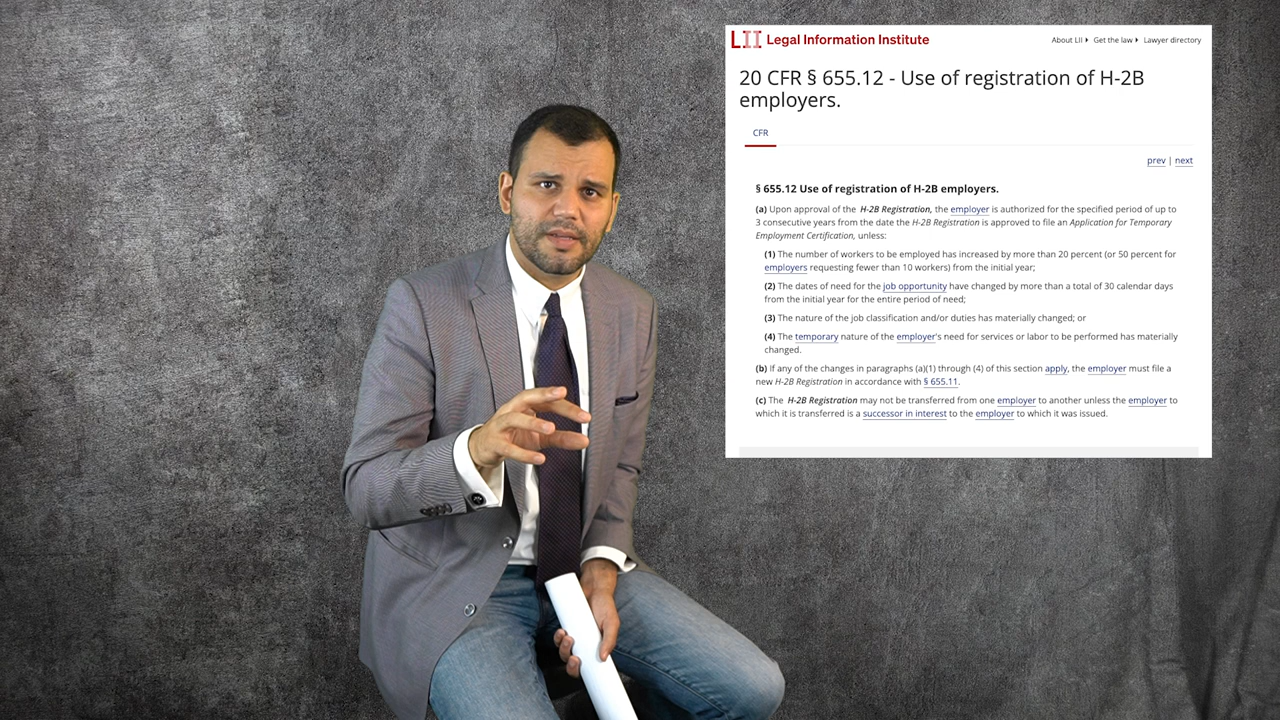 LII Legal Information Institute
About LII Get the law Lawyer directory
20 CFR § 655.12 - Use of registration of H-2B
employers.
CFR
prev | next
§ 655.12 Use of registration of H-2B employers.
(a) Upon approval of the H-2B Registration, the employer is authorized for the specified period of up to
3 consecutive years from the date the H-2B Registration is approved to file an Application for Temporary
Employment Certification, unless:
(1) The number of workers to be employed has increased by more than 20 percent (or 50 percent for
employers requesting fewer than 10 workers) from the initial year;
(2) The dates of need for the job opportunity have changed by more than a total of 30 calendar days
from the initial year for the entire period of need;
(3) The nature of the job classification and/or duties has materially changed; or
(4) The temporary nature of the employer's need for services or labor to be performed has materially
changed.
(b) If any of the changes in paragraphs (a)(1) through (4) of this section apply, the employer must file a
new H-2B Registration in accordance with § 655.11.
(c) The H-2B Registration may not be transferred from one employer to another unless the employer to
which it is transferred is a successor in interest to the employer to which it was issued.